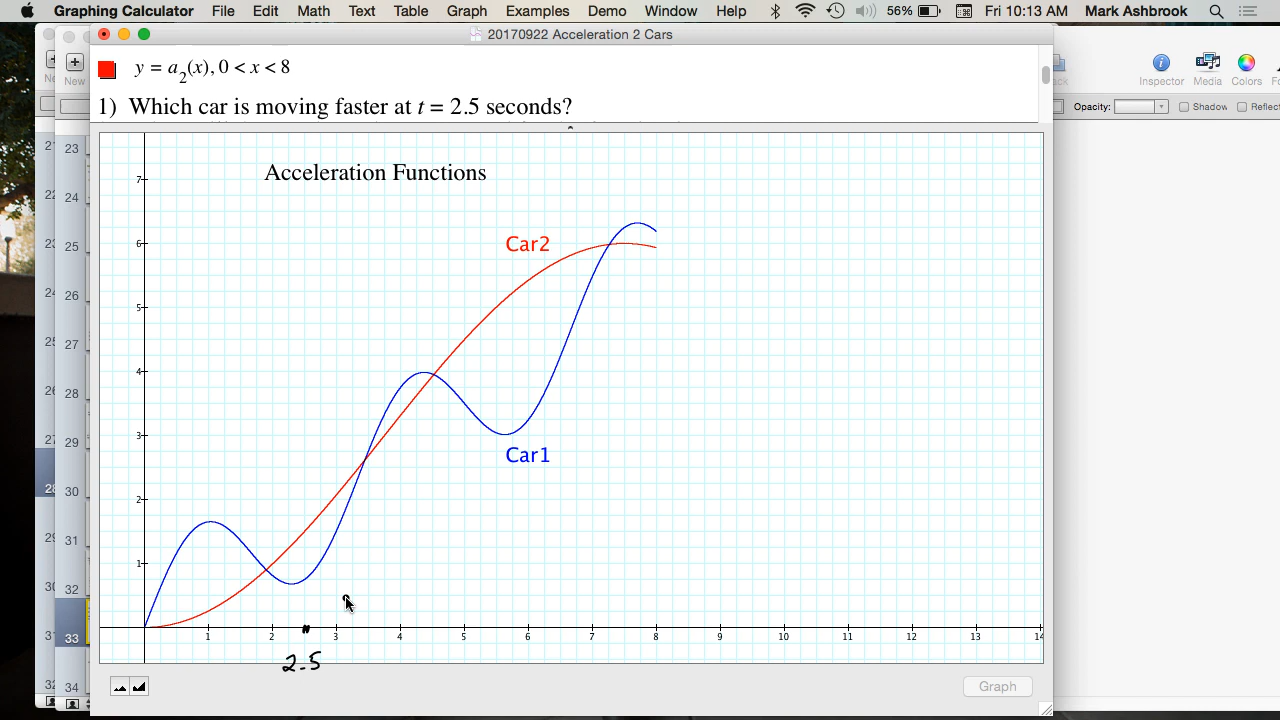 Graphing Calculator File Edit Math Text Table Graph Examples Demo Window Help 56% Fri 10:13 AM Mark Ashbrook
20170922 Acceleration 2 Cars
y = a2(x), 0 < x < 8
1) Which car is moving faster at t = 2.5 seconds?
New
Inspector Media Colors
Opacity: Shadow
Acceleration Functions
7
6
5
4
3
2
1
Car2
Car1
1 2 3 4 5 6 7 8 9 10 11 12 13 14
2.5
Graph
23
24
25
26
27
28
29
30
31
32
33
34